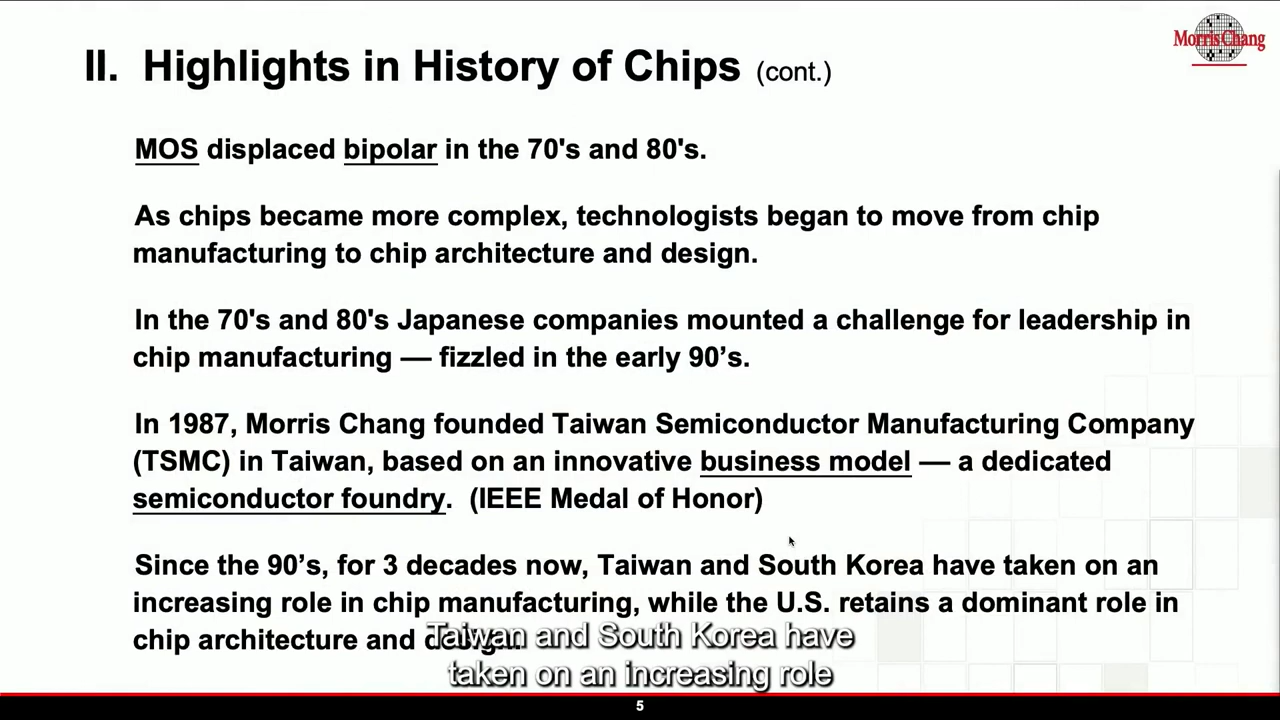 Morris Chang
II. Highlights in History of Chips (cont.)
MOS displaced bipolar in the 70's and 80's.
As chips became more complex, technologists began to move from chip
manufacturing to chip architecture and design.
In the 70's and 80's Japanese companies mounted a challenge for leadership in
chip manufacturing — fizzled in the early 90’s.
In 1987, Morris Chang founded Taiwan Semiconductor Manufacturing Company
(TSMC) in Taiwan, based on an innovative business model — a dedicated
semiconductor foundry. (IEEE Medal of Honor)
Since the 90’s, for 3 decades now, Taiwan and South Korea have taken on an
increasing role in chip manufacturing, while the U.S. retains a dominant role in
chip architecture and
Taiwan and South Korea have
taken on an increasing role
5